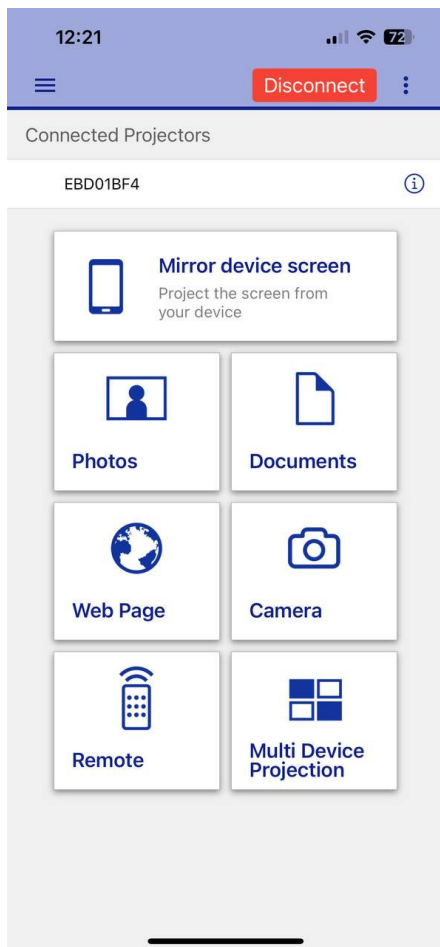 12:21
72
Disconnect
Connected Projectors
EBD01BF4
Mirror device screen
Project the screen from
your device
Photos
Documents
Web Page
Camera
Remote
Multi Device
Projection